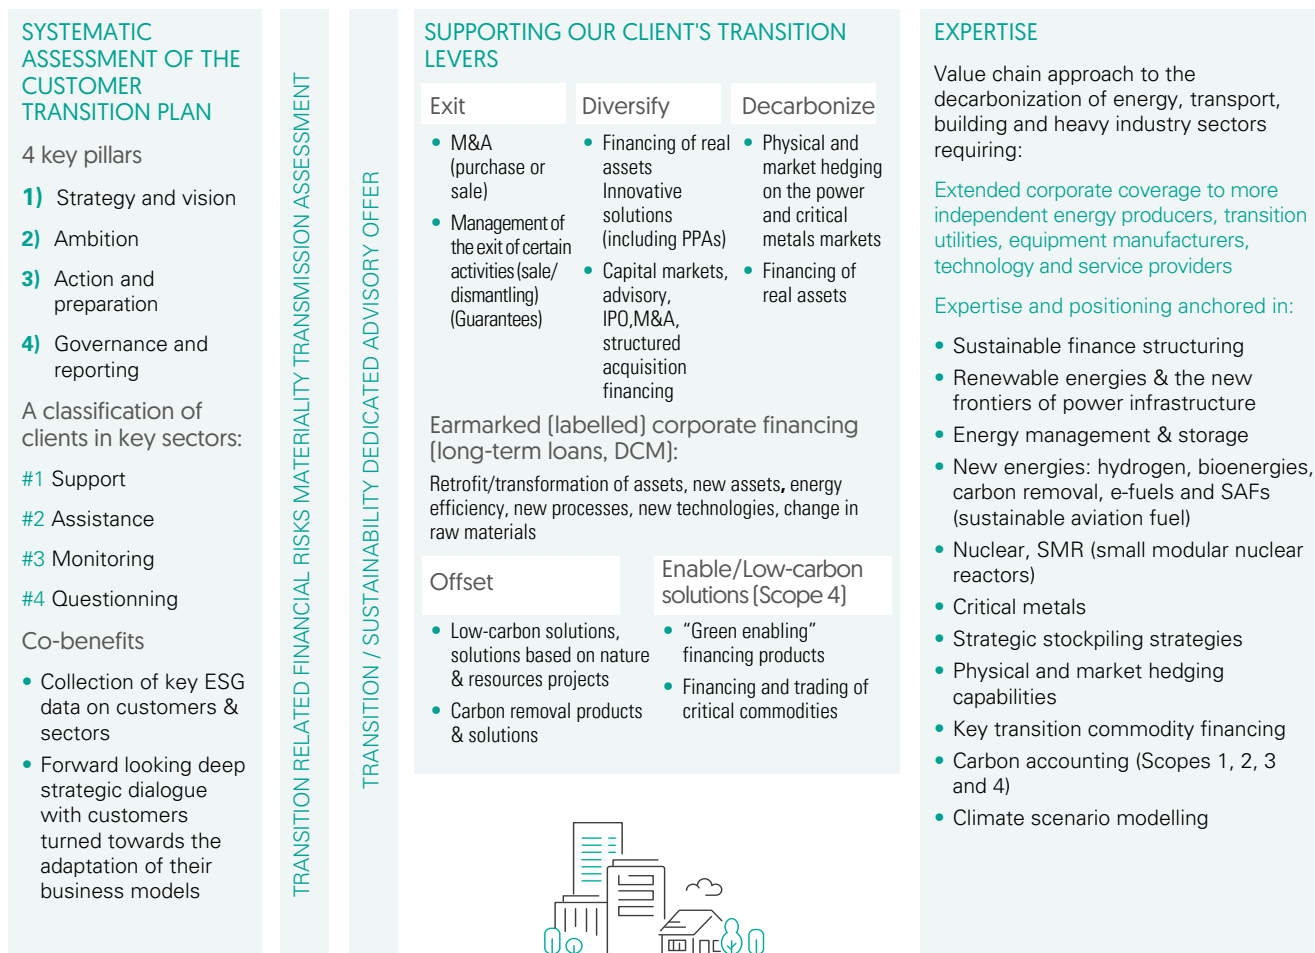 SYSTEMATIC
ASSESSMENT OF THE
CUSTOMER
TRANSITION PLAN
4 key pillars
1) Strategy and vision
2) Ambition
3) Action and
preparation
4) Governance and
reporting
A classification of
clients in key sectors:
#1 Support
#2 Assistance
#3 Monitoring
#4 Questionning
Co-benefits
• Collection of key ESG
data on customers &
sectors
• Forward looking deep
strategic dialogue
with customers
turned towards the
adaptation of their
business models
TRANSITION RELATED FINANCIAL RISKS MATERIALITY TRANSMISSION ASSESSMENT
TRANSITION / SUSTAINABILITY DEDICATED ADVISORY OFFER
SUPPORTING OUR CLIENT'S TRANSITION
LEVERS
Exit
• M&A
(purchase or
sale)
• Management of
the exit of certain
activities (sale/
dismantling)
(Guarantees)
Diversify
• Financing of real
assets
Innovative
solutions
(including PPAs)
• Capital markets,
advisory,
IPO,M&A,
structured
acquisition
financing
Decarbonize
• Physical and
market hedging
on the power
and critical
metals markets
• Financing of
real assets
Earmarked (labelled) corporate financing
(long-term loans, DCM):
Retrofit/transformation of assets, new assets, energy
efficiency, new processes, new technologies, change in
raw materials
Offset
• Low-carbon solutions,
solutions based on nature
& resources projects
• Carbon removal products
& solutions
Enable/Low-carbon
solutions (Scope 4)
• “Green enabling”
financing products
• Financing and trading of
critical commodities
EXPERTISE
Value chain approach to the
decarbonization of energy, transport,
building and heavy industry sectors
requiring:
Extended corporate coverage to more
independent energy producers, transition
utilities, equipment manufacturers,
technology and service providers
Expertise and positioning anchored in:
• Sustainable finance structuring
• Renewable energies & the new
frontiers of power infrastructure
• Energy management & storage
• New energies: hydrogen, bioenergies,
carbon removal, e-fuels and SAFs
(sustainable aviation fuel)
• Nuclear, SMR (small modular nuclear
reactors)
• Critical metals
• Strategic stockpiling strategies
• Physical and market hedging
capabilities
• Key transition commodity financing
• Carbon accounting (Scopes 1, 2, 3
and 4)
• Climate scenario modelling